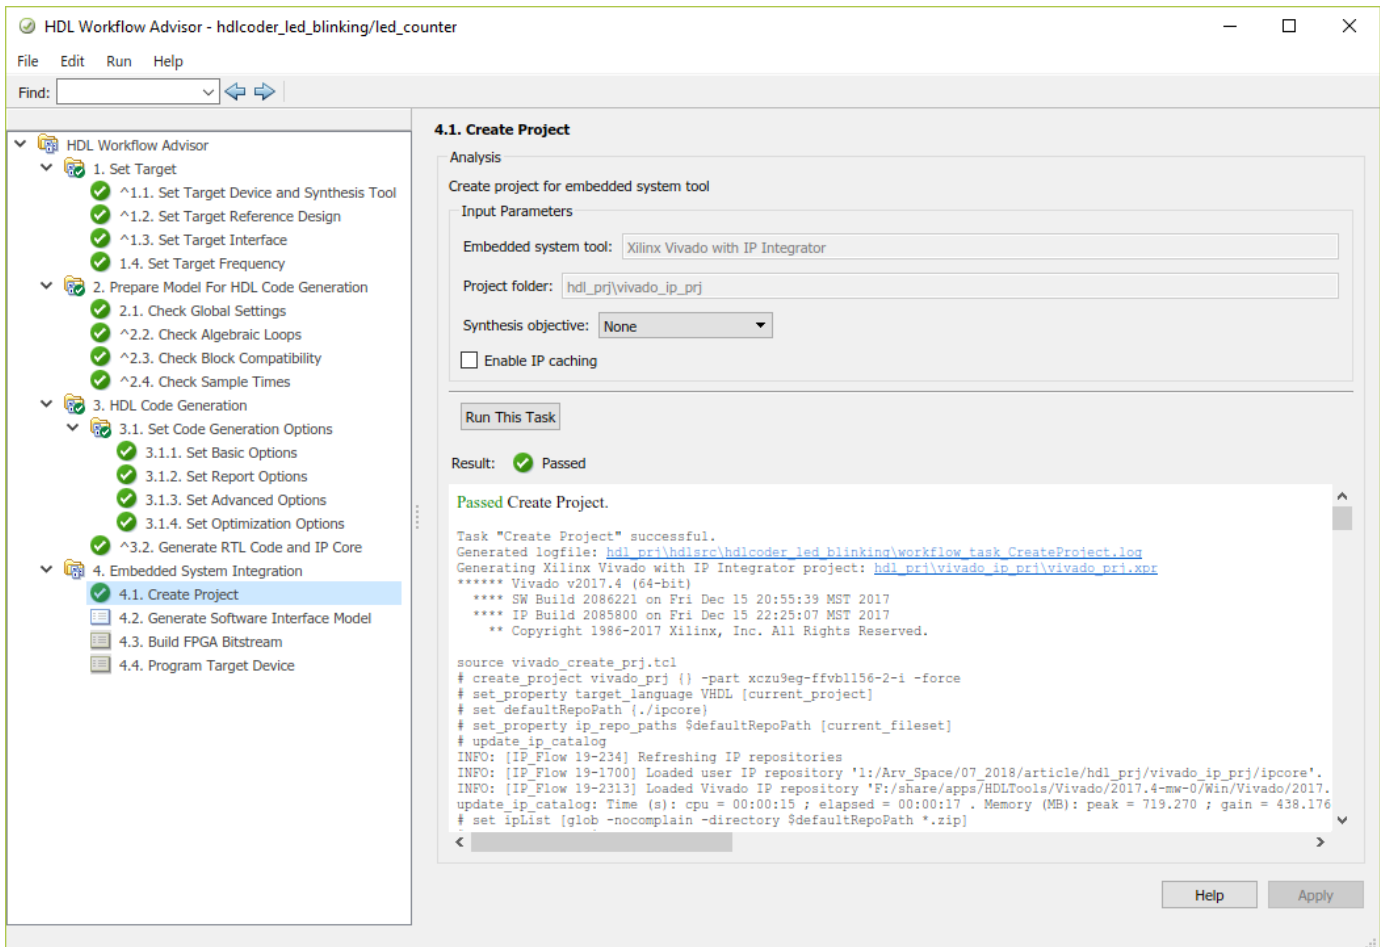 HDL Workflow Advisor - hdlcoder_led_blinking/led_counter
File Edit Run Help
Find:
HDL Workflow Advisor
1. Set Target
^1.1. Set Target Device and Synthesis Tool
^1.2. Set Target Reference Design
^1.3. Set Target Interface
1.4. Set Target Frequency
2. Prepare Model For HDL Code Generation
2.1. Check Global Settings
^2.2. Check Algebraic Loops
^2.3. Check Block Compatibility
^2.4. Check Sample Times
3. HDL Code Generation
3.1. Set Code Generation Options
3.1.1. Set Basic Options
3.1.2. Set Report Options
3.1.3. Set Advanced Options
3.1.4. Set Optimization Options
^3.2. Generate RTL Code and IP Core
4. Embedded System Integration
4.1. Create Project
4.2. Generate Software Interface Model
4.3. Build FPGA Bitstream
4.4. Program Target Device
4.1. Create Project
Analysis
Create project for embedded system tool
Input Parameters
Embedded system tool: Xilinx Vivado with IP Integrator
Project folder: hdl_prj\vivado_ip_prj
Synthesis objective: None
Enable IP caching
Run This Task
Result: Passed
Passed Create Project.
Task "Create Project" successful.
Generated logfile: hdl_prj\hdlsrc\hdlcoder_led_blinking\workflow_task_CreateProject.log
Generating Xilinx Vivado with IP Integrator project: hdl_prj\vivado_ip_prj\vivado_prj.xpr
****** Vivado v2017.4 (64-bit)
**** SW Build 2086221 on Fri Dec 15 20:55:39 MST 2017
**** IP Build 2085800 on Fri Dec 15 22:25:07 MST 2017
** Copyright 1986-2017 Xilinx, Inc. All Rights Reserved.
source vivado_create_prj.tcl
# create_project vivado_prj {} -part xczu9eg-ffvb1156-2-i -force
# set_property target_language VHDL [current_project]
# set defaultRepoPath {./ipcore}
# set_property ip_repo_paths $defaultRepoPath [current_fileset]
# update_ip_catalog
INFO: [IP_Flow 19-234] Refreshing IP repositories
INFO: [IP_Flow 19-1700] Loaded user IP repository 'l:/Arv_Space/07_2018/article/hdl_prj/vivado_ip_prj/ipcore'.
INFO: [IP_Flow 19-2313] Loaded Vivado IP repository 'F:/share/apps/HDLTools/Vivado/2017.4-mw-0/Win/Vivado/2017.
update_ip_catalog: Time (s): cpu = 00:00:15 ; elapsed = 00:00:17 . Memory (MB): peak = 719.270 ; gain = 438.176
# set ipList [glob -nocomplain -directory $defaultRepoPath *.zip]
Help Apply